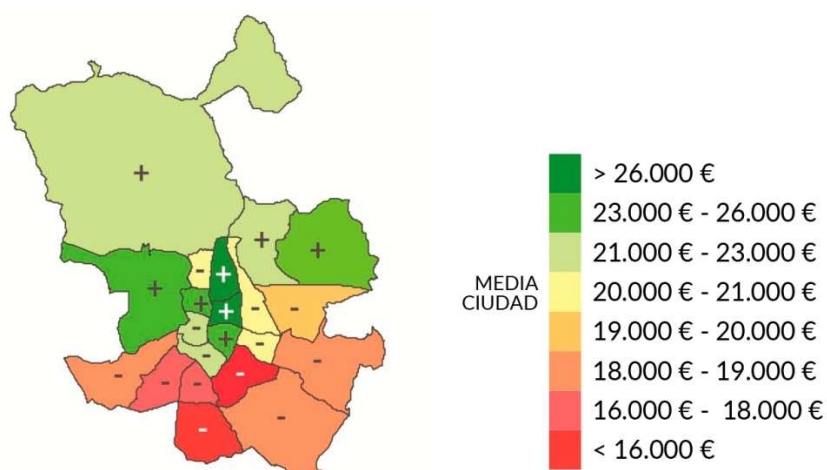 > 26.000 €
23.000 € - 26.000 €
21.000 € - 23.000 €
MEDIA
CIUDAD
20.000 € - 21.000 €
19.000 € - 20.000 €
18.000 € - 19.000 €
16.000 € - 18.000 €
< 16.000 €
+
+
+
-
+
+
+
+
-
-
-
+
-
-
-
-
-
-
-
-
-